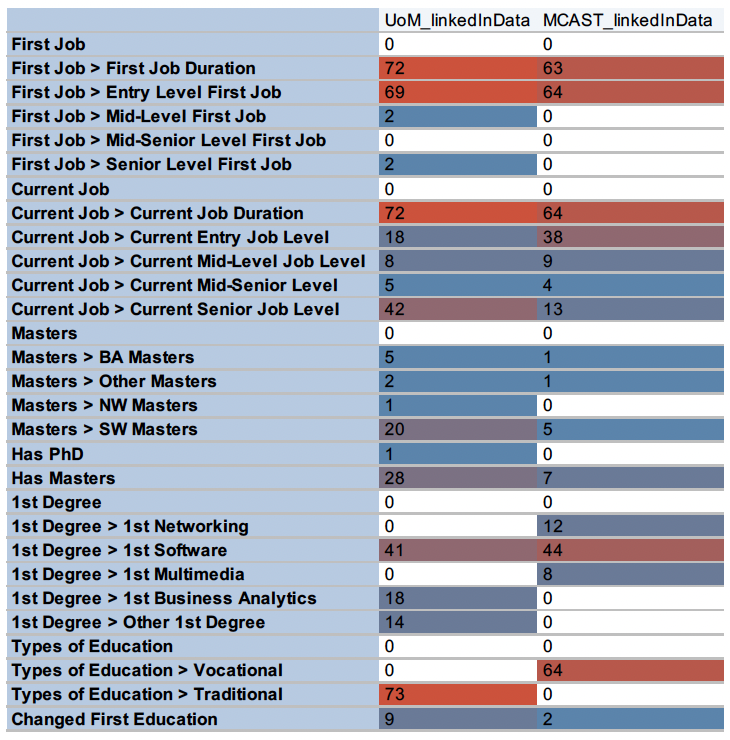 UoM_linkedInData MCAST_linkedInData
First Job 0 0
First Job > First Job Duration 72 63
First Job > Entry Level First Job 69 64
First Job > Mid-Level First Job 2 0
First Job > Mid-Senior Level First Job 0 0
First Job > Senior Level First Job 2 0
Current Job 0 0
Current Job > Current Job Duration 72 64
Current Job > Current Entry Job Level 18 38
Current Job > Current Mid-Level Job Level 8 9
Current Job > Current Mid-Senior Level 5 4
Current Job > Current Senior Job Level 42 13
Masters 0 0
Masters > BA Masters 5 1
Masters > Other Masters 2 1
Masters > NW Masters 1 0
Masters > SW Masters 20 5
Has PhD 1 0
Has Masters 28 7
1st Degree 0 0
1st Degree > 1st Networking 0 12
1st Degree > 1st Software 41 44
1st Degree > 1st Multimedia 0 8
1st Degree > 1st Business Analytics 18 0
1st Degree > Other 1st Degree 14 0
Types of Education 0 0
Types of Education > Vocational 0 64
Types of Education > Traditional 73 0
Changed First Education 9 2